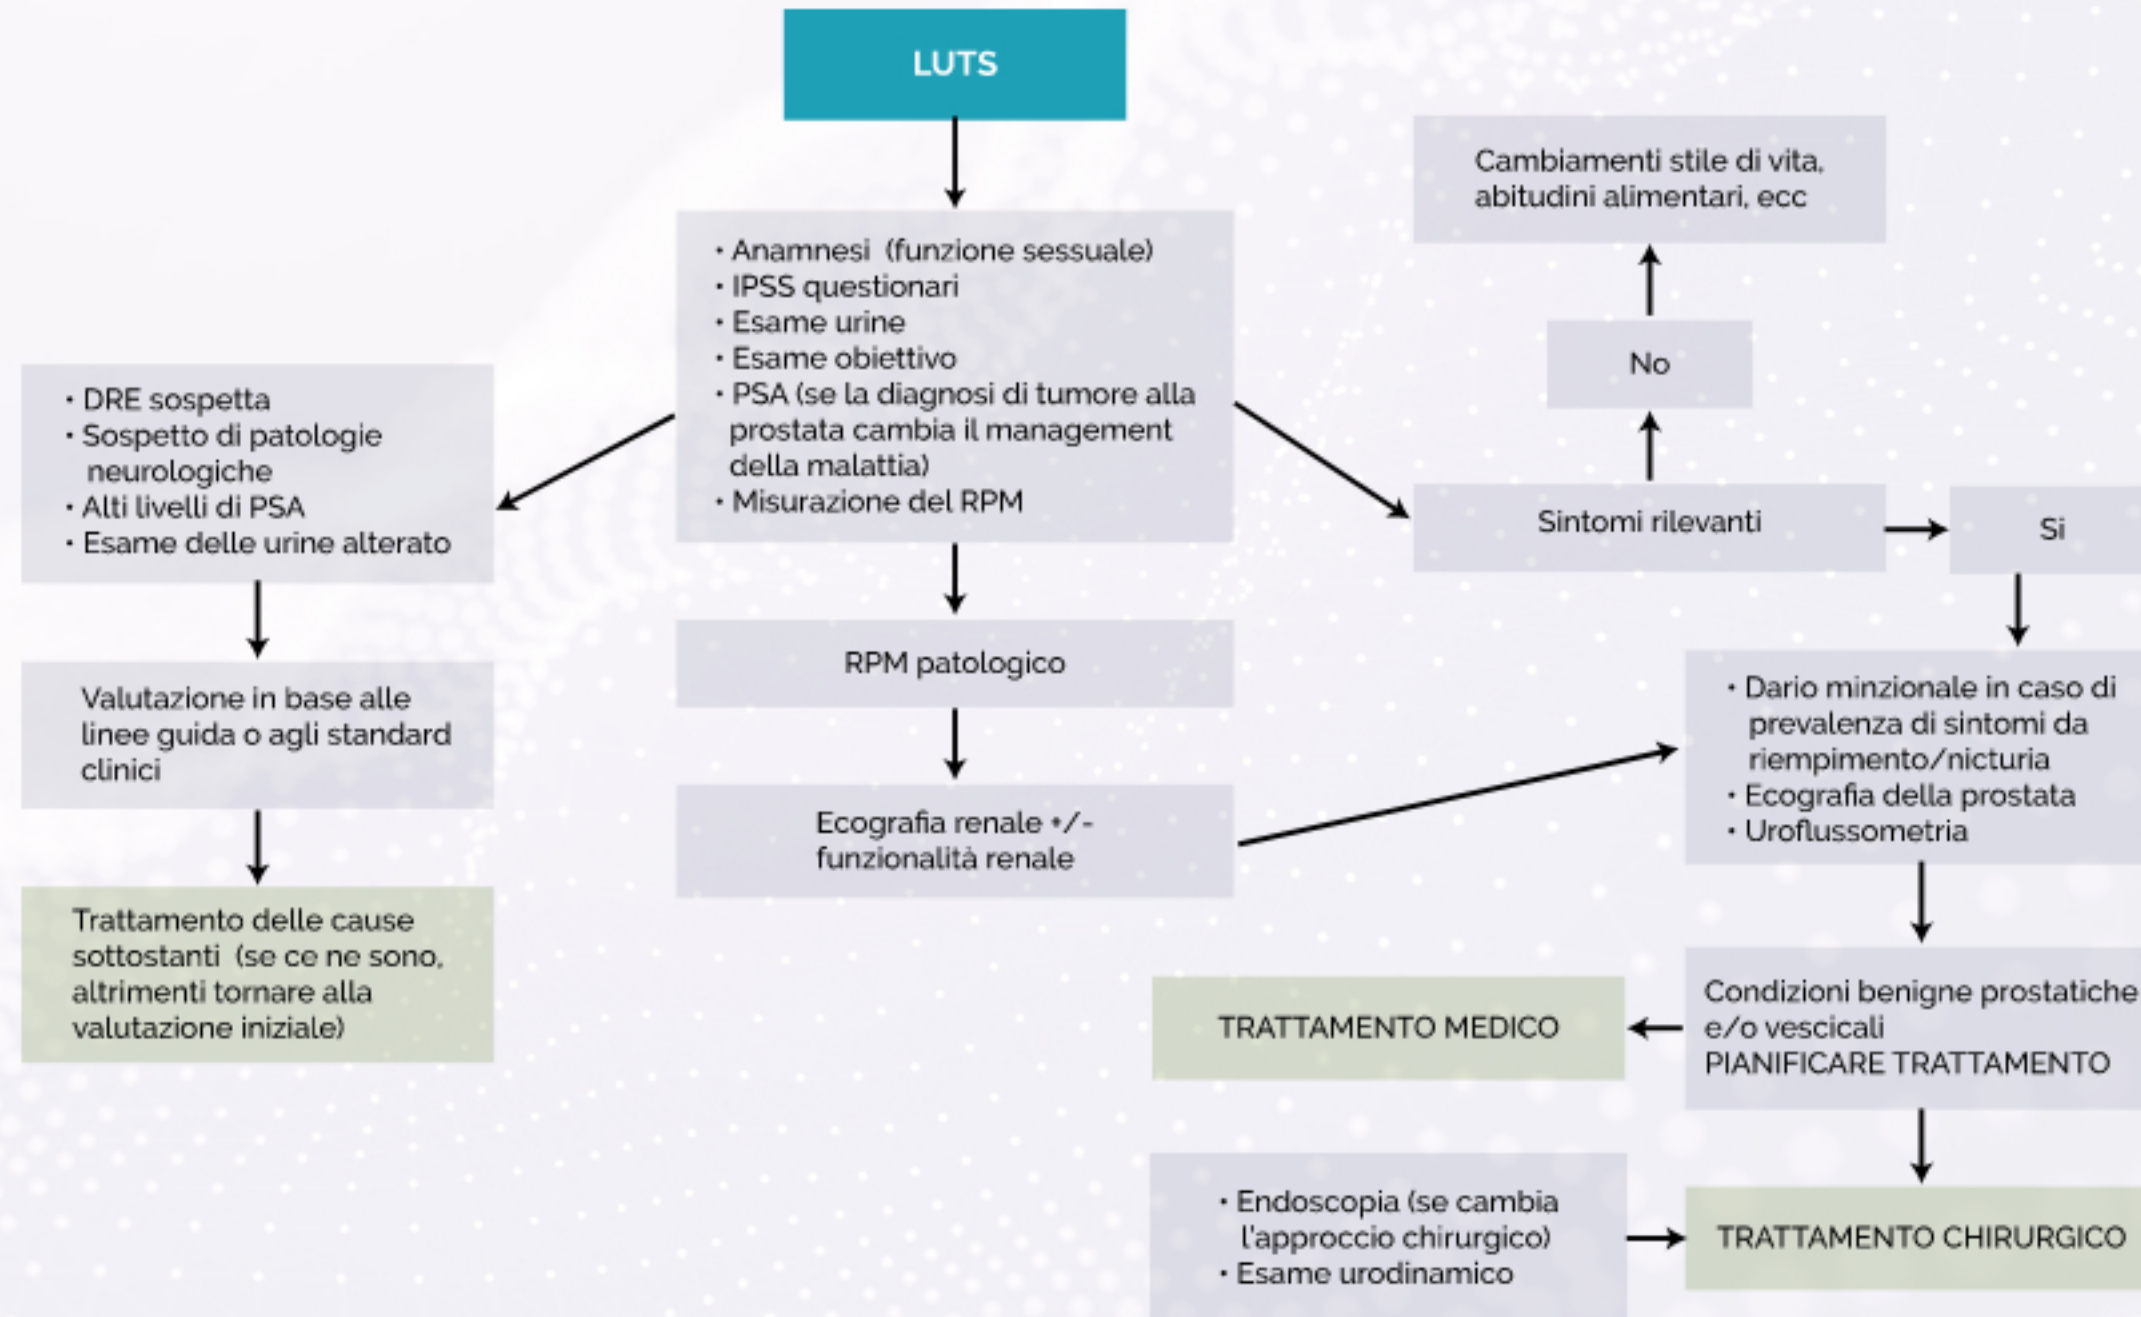 LUTS
Cambiamenti stile di vita,
abitudini alimentari, ecc
• Anamnesi (funzione sessuale)
• IPSS questionari
• Esame urine
• Esame obiettivo
• PSA (se la diagnosi di tumore alla
prostata cambia il management
della malattia)
• Misurazione del RPM
No
• DRE sospetta
• Sospetto di patologie
neurologiche
• Alti livelli di PSA
• Esame delle urine alterato
Sintomi rilevanti
Si
RPM patologico
Valutazione in base alle
linee guida o agli standard
clinici
• Dario minzionale in caso di
prevalenza di sintomi da
riempimento/nicturia
• Ecografia della prostata
• Uroflussometria
Ecografia renale +/-
funzionalità renale
Trattamento delle cause
sottostanti (se ce ne sono,
altrimenti tornare alla
valutazione iniziale)
TRATTAMENTO MEDICO
Condizioni benigne prostatiche
e/o vescicali
PIANIFICARE TRATTAMENTO
• Endoscopia (se cambia
l'approccio chirurgico)
• Esame urodinamico
TRATTAMENTO CHIRURGICO